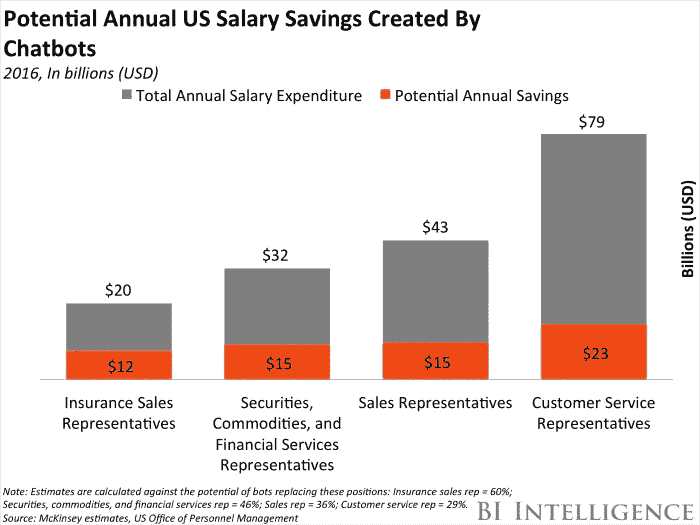 Potential Annual US Salary Savings Created By
Chatbots
2016, In billions (USD)
Total Annual Salary Expenditure
Potential Annual Savings
$79
$43
$32
$20
$12
$15
$15
$23
Billions (USD)
Insurance Sales
Representatives
Securities,
Commodities, and
Financial Services
Representatives
Sales Representatives
Customer Service
Representatives
Note: Estimates are calculated against the potential of bots replacing these positions: Insurance sales rep = 60%;
Securities, commodities, and financial services rep = 46%; Sales rep = 36%; Customer service rep = 29%.
Source: McKinsey estimates, US Office of Personnel Management
BI INTELLIGENCE